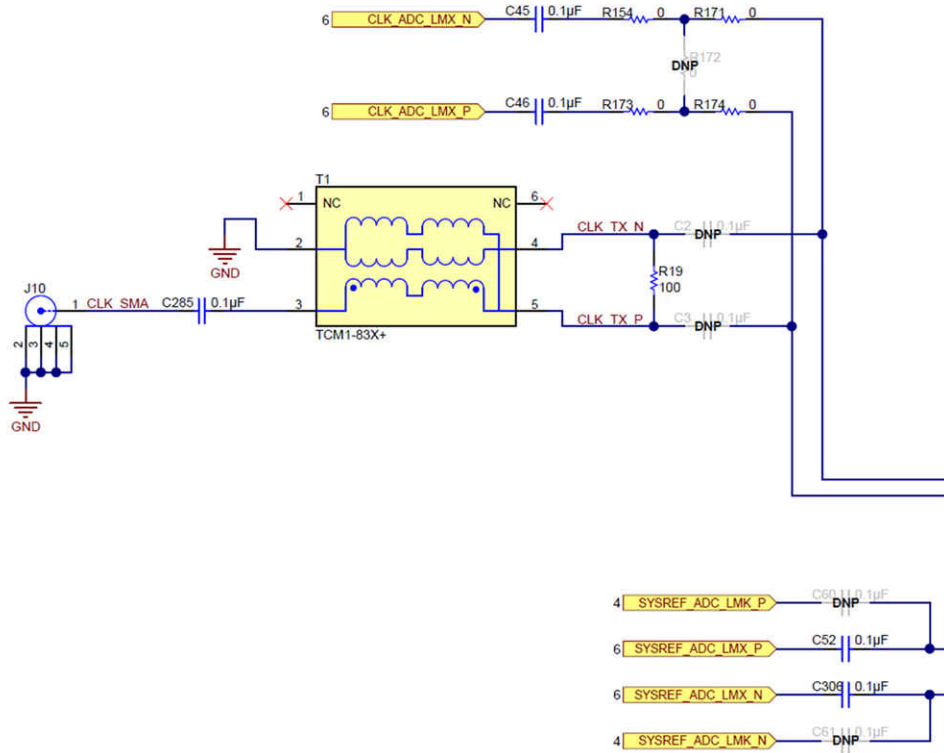 6 CLK_ADC_LMX_N C45 0.1µF R154 0 R171 0
R172
DNP
0
6 CLK_ADC_LMX_P C46 0.1µF R173 0 R174 0
T1
1 NC NC 6
2 4 CLK_TX_N C2 DNP 0.1µF
GND
R19
100
J10
1 CLK_SMA C285 0.1µF 3 5 CLK_TX_P C3 DNP 0.1µF
TCM1-83X+
2 3 4 5
GND
4 SYSREF_ADC_LMK_P C60 DNP 0.1µF
6 SYSREF_ADC_LMX_P C52 0.1µF
6 SYSREF_ADC_LMX_N C306 0.1µF
4 SYSREF_ADC_LMK_N C61 DNP 0.1µF